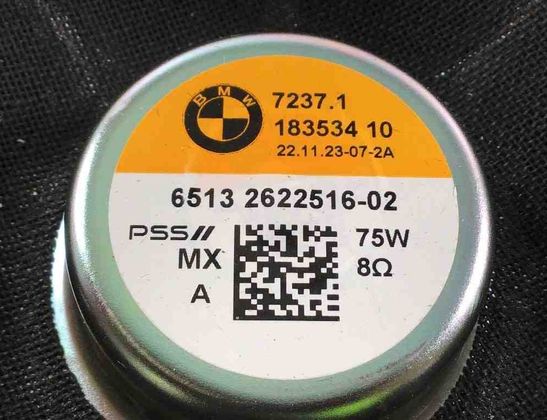 BMW
7237.1
183534 10
22.11.23-07-2A
6513 2622516-02
PSS//
75W
MX
8Ω
A